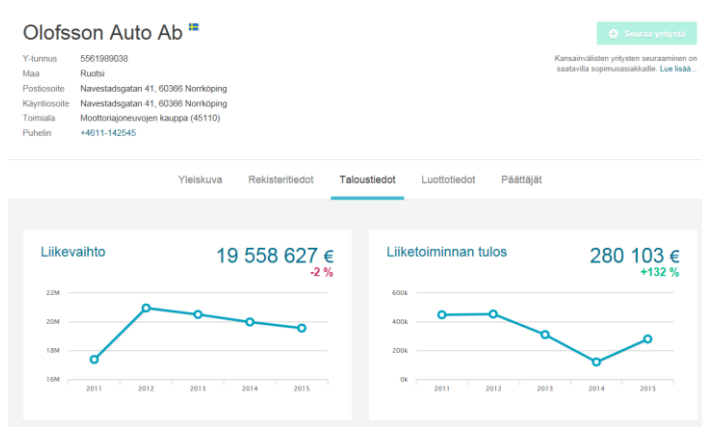 Olofsson Auto Ab
Seuraa yritystä
Kansainvälisten yritysten seuraaminen on
saatavilla sopimusasiakkaille. Lue lisää...
Y-tunnus 5561989038
Maa Ruotsi
Postiosoite Navestadsgatan 41, 60366 Norrköping
Käyntiosoite Navestadsgatan 41, 60366 Norrköping
Toimiala Moottoriajoneuvojen kauppa (45110)
Puhelin +4611-142545
Yleiskuva Rekisteritiedot Taloustiedot Luottotiedot Päättäjät
Liikevaihto 19 558 627 €
-2 %
22M
20M
18M
16M
2011 2012 2013 2014 2015
Liiketoiminnan tulos 280 103 €
+132 %
600k
400k
200k
0k
2011 2012 2013 2014 2015